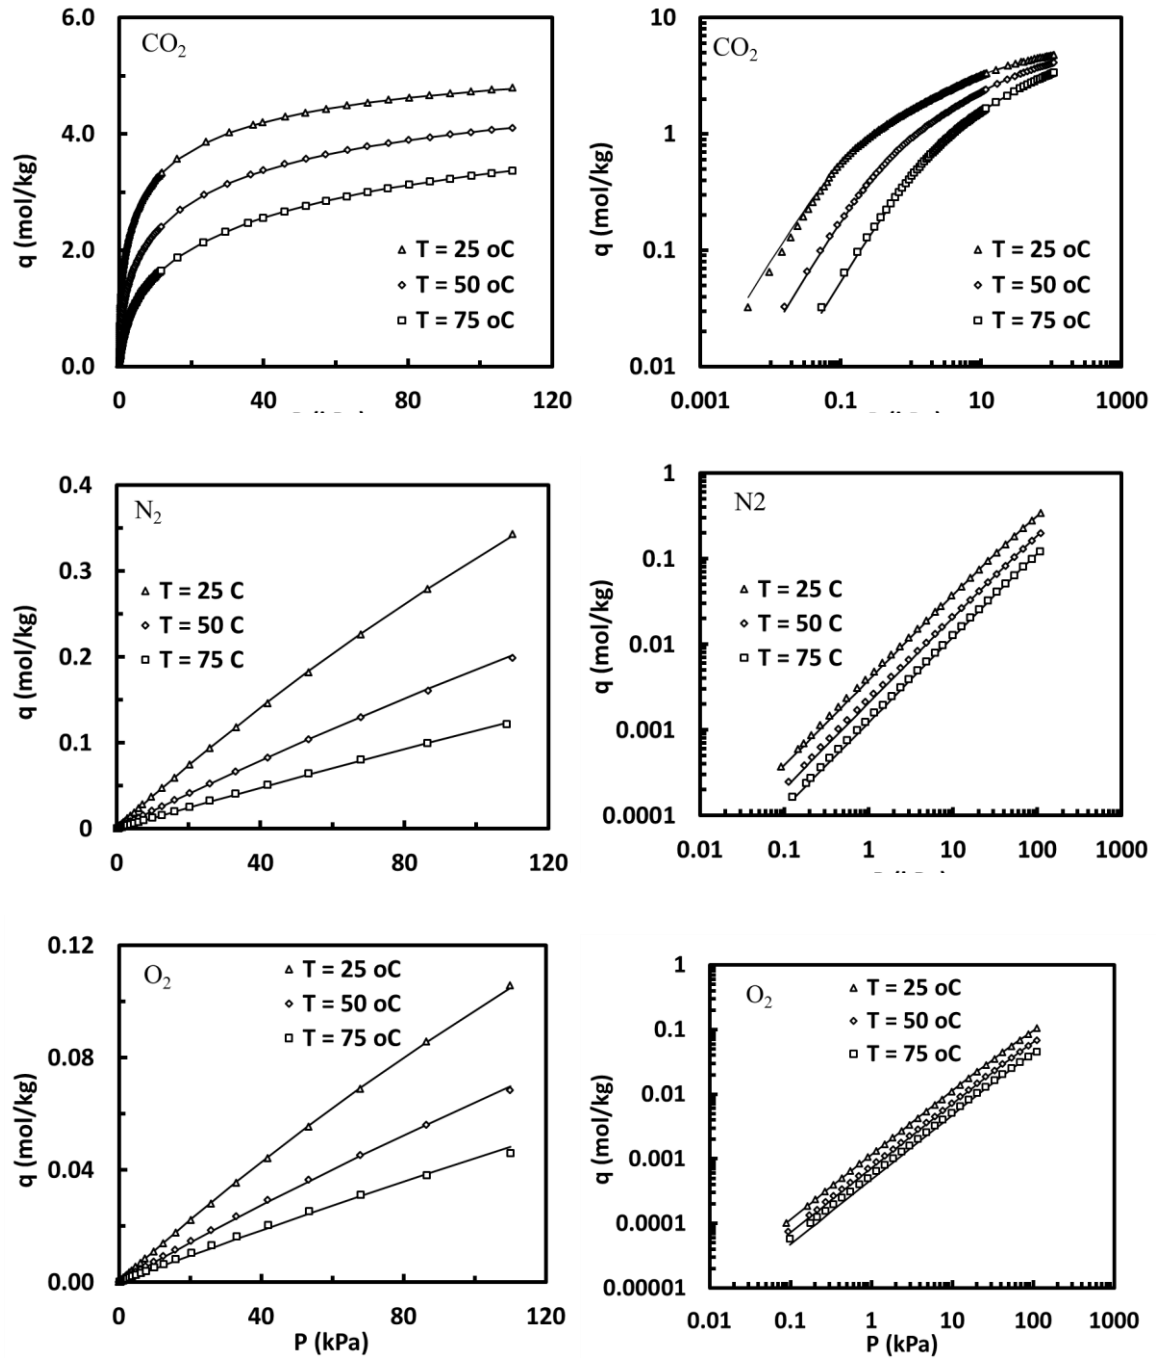 6.0
CO2
4.0
2.0
0.0
q (mol/kg)
T = 25 oC
T = 50 oC
T = 75 oC
0 40 80 120
10
CO2
1
0.1
0.01
q (mol/kg)
T = 25 oC
T = 50 oC
T = 75 oC
0.001 0.1 10 1000
0.4
N2
0.3
0.2
0.1
0
q (mol/kg)
T = 25 C
T = 50 C
T = 75 C
0 40 80 120
1
N2
0.1
0.01
0.001
0.0001
q (mol/kg)
T = 25 C
T = 50 C
T = 75 C
0.01 0.1 1 10 100 1000
0.12
O2
0.08
0.04
0.00
q (mol/kg)
T = 25 oC
T = 50 oC
T = 75 oC
0 40 80 120
P (kPa)
1
O2
0.1
0.01
0.001
0.0001
0.00001
q (mol/kg)
T = 25 oC
T = 50 oC
T = 75 oC
0.01 0.1 1 10 100 1000
P (kPa)